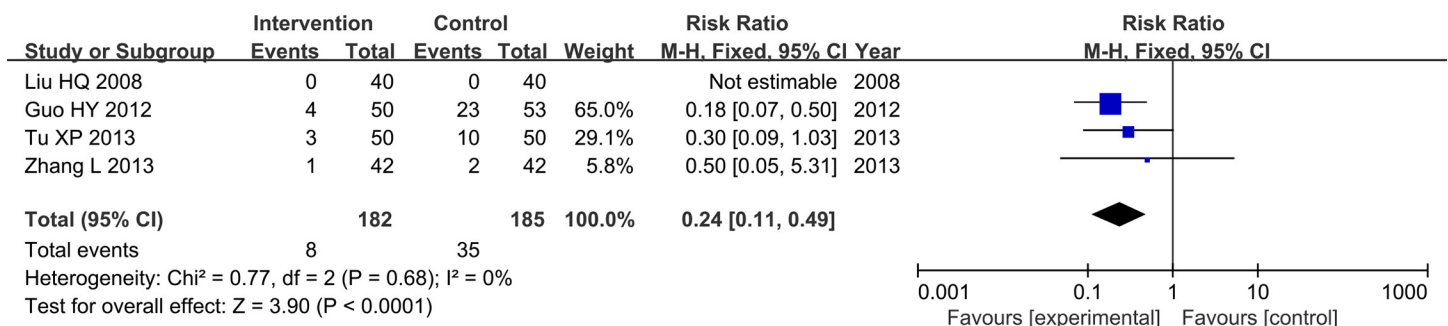 Intervention Control Risk Ratio Risk Ratio
Study or Subgroup Events Total Events Total Weight M-H, Fixed, 95% CI Year M-H, Fixed, 95% CI
Liu HQ 2008 0 40 0 40 Not estimable 2008
Guo HY 2012 4 50 23 53 65.0% 0.18 [0.07, 0.50] 2012
Tu XP 2013 3 50 10 50 29.1% 0.30 [0.09, 1.03] 2013
Zhang L 2013 1 42 2 42 5.8% 0.50 [0.05, 5.31] 2013
Total (95% CI) 182 185 100.0% 0.24 [0.11, 0.49]
Total events 8 35
Heterogeneity: Chi² = 0.77, df = 2 (P = 0.68); I² = 0%
Test for overall effect: Z = 3.90 (P < 0.0001)
0.001 0.1 1 10 1000
Favours [experimental] Favours [control]